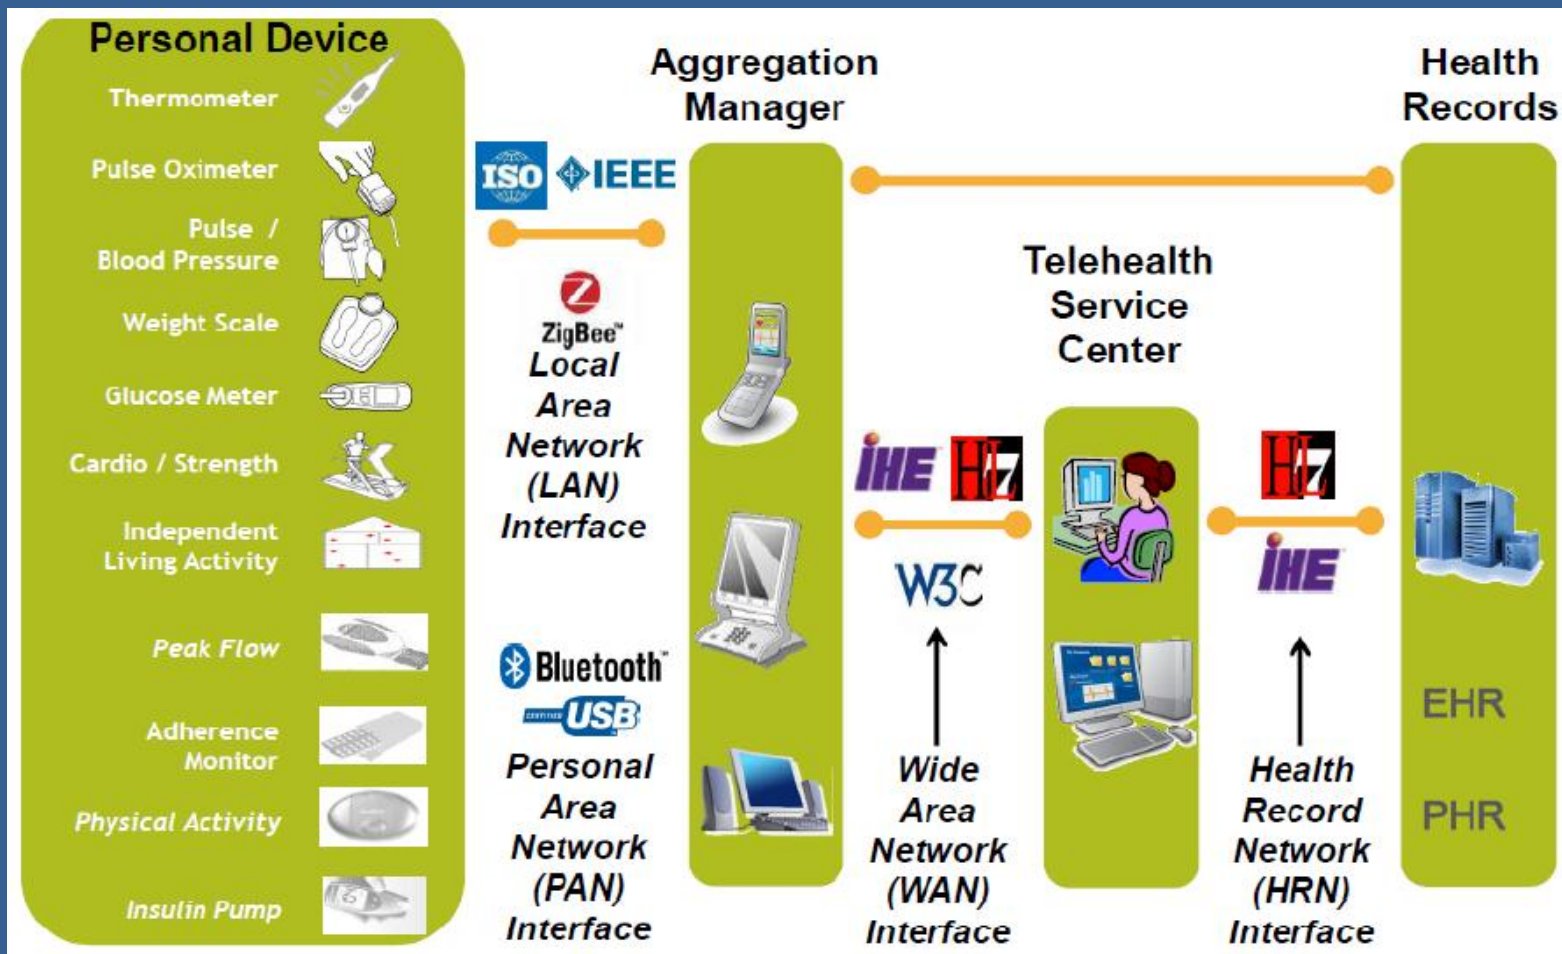 Personal Device
Thermometer
Pulse Oximeter
Pulse /
Blood Pressure
Weight Scale
Glucose Meter
Cardio / Strength
Independent
Living Activity
Peak Flow
Adherence
Monitor
Physical Activity
Insulin Pump
ISO IEEE
ZigBee™
Local
Area
Network
(LAN)
Interface
Bluetooth™
CERTIFIED USB
Personal
Area
Network
(PAN)
Interface
Aggregation
Manager
Telehealth
Service
Center
IHE HL7
W3C
Wide
Area
Network
(WAN)
Interface
HL7
IHE
Health
Record
Network
(HRN)
Interface
Health
Records
EHR
PHR